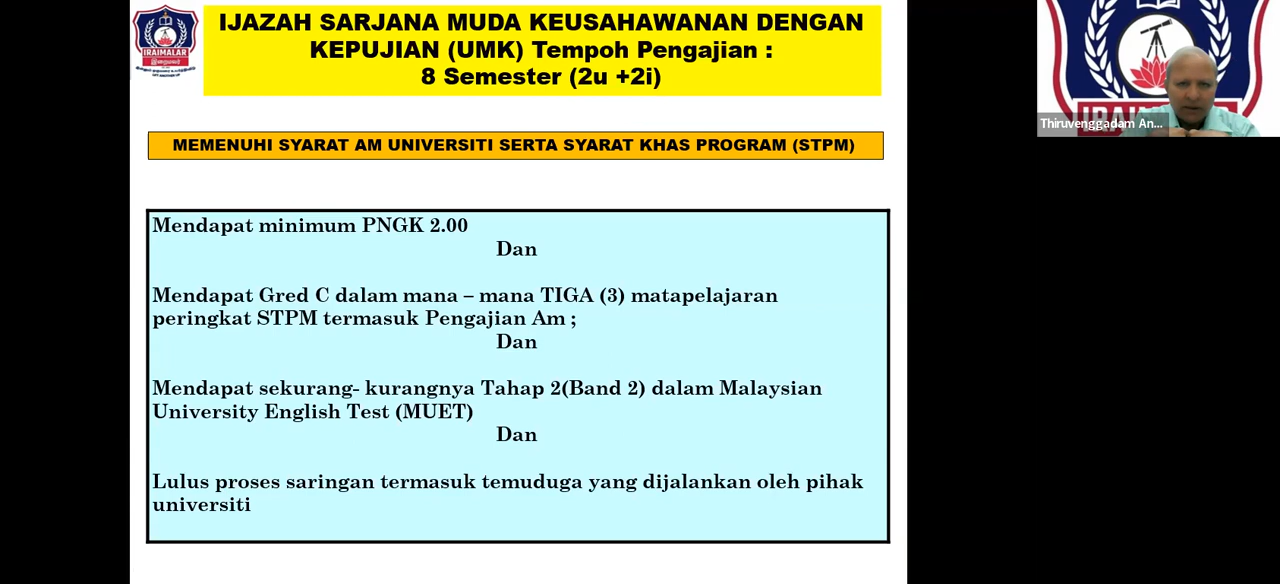 IJAZAH SARJANA MUDA KEUSAHAWANAN DENGAN
KEPUJIAN (UMK) Tempoh Pengajian :
8 Semester (2u +2i)
IRAIMALAR
MEMENUHI SYARAT AM UNIVERSITI SERTA SYARAT KHAS PROGRAM (STPM)
Mendapat minimum PNGK 2.00
Dan
Mendapat Gred C dalam mana – mana TIGA (3) matapelajaran
peringkat STPM termasuk Pengajian Am ;
Dan
Mendapat sekurang- kurangnya Tahap 2(Band 2) dalam Malaysian
University English Test (MUET)
Dan
Lulus proses saringan termasuk temuduga yang dijalankan oleh pihak
universiti
IRAIMALAR
Thiruvenggadam An...